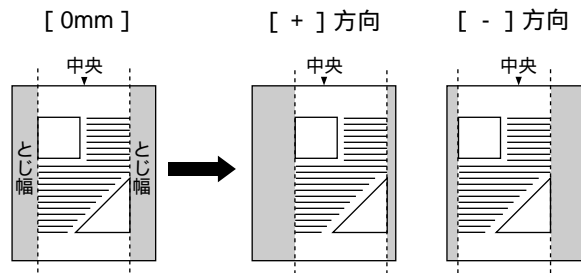 [ 0mm ]
[ + ] 方向
[ - ] 方向
中央
中央
中央
とじ幅
とじ幅